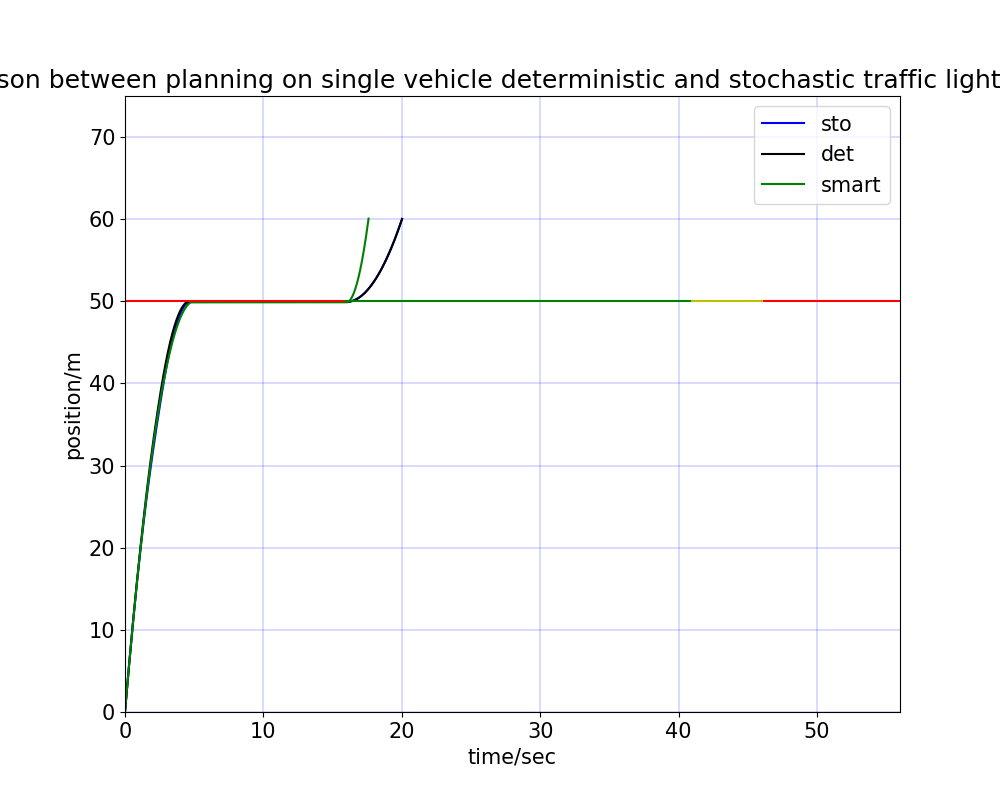 son between planning on single vehicle deterministic and stochastic traffic light
sto
det
smart
70
60
50
40
30
20
10
0
position/m
0 10 20 30 40 50
time/sec